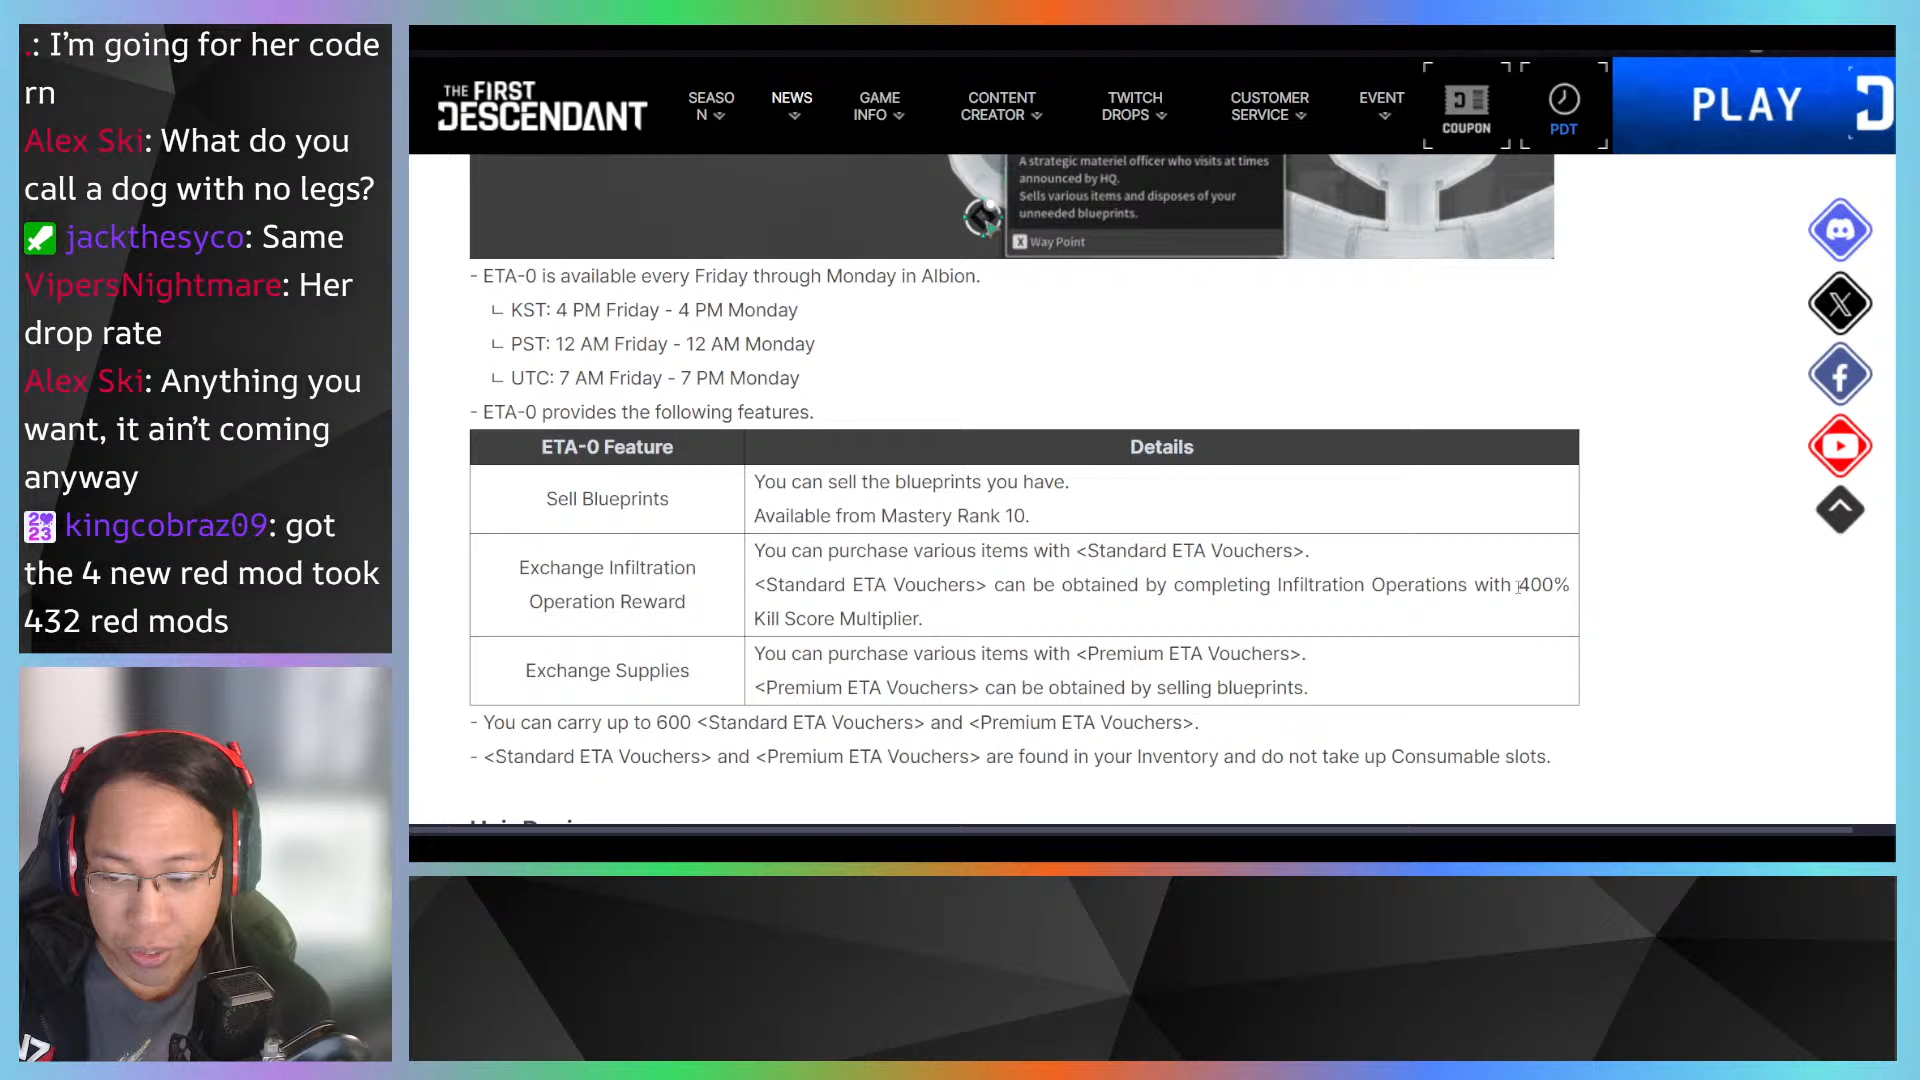 .: I'm going for her code
rn
Alex Ski: What do you
call a dog with no legs?
jackthesyco: Same
VipersNightmare: Her
drop rate
Alex Ski: Anything you
want, it ain't coming
anyway
2023 kingcobraz09: got
the 4 new red mod took
432 red mods
THE FIRST
DESCENDANT
SEASO
N
NEWS
GAME
INFO
CONTENT
CREATOR
TWITCH
DROPS
CUSTOMER
SERVICE
EVENT
COUPON
PDT
PLAY
A strategic materiel officer who visits at times
announced by HQ.
Sells various items and disposes of your
unneeded blueprints.
X Way Point
- ETA-0 is available every Friday through Monday in Albion.
ㄴ KST: 4 PM Friday - 4 PM Monday
ㄴ PST: 12 AM Friday - 12 AM Monday
ㄴ UTC: 7 AM Friday - 7 PM Monday
- ETA-0 provides the following features.
ETA-0 Feature Details
Sell Blueprints
You can sell the blueprints you have.
Available from Mastery Rank 10.
Exchange Infiltration
Operation Reward
You can purchase various items with <Standard ETA Vouchers>.
<Standard ETA Vouchers> can be obtained by completing Infiltration Operations with 400%
Kill Score Multiplier.
Exchange Supplies
You can purchase various items with <Premium ETA Vouchers>.
<Premium ETA Vouchers> can be obtained by selling blueprints.
- You can carry up to 600 <Standard ETA Vouchers> and <Premium ETA Vouchers>.
- <Standard ETA Vouchers> and <Premium ETA Vouchers> are found in your Inventory and do not take up Consumable slots.